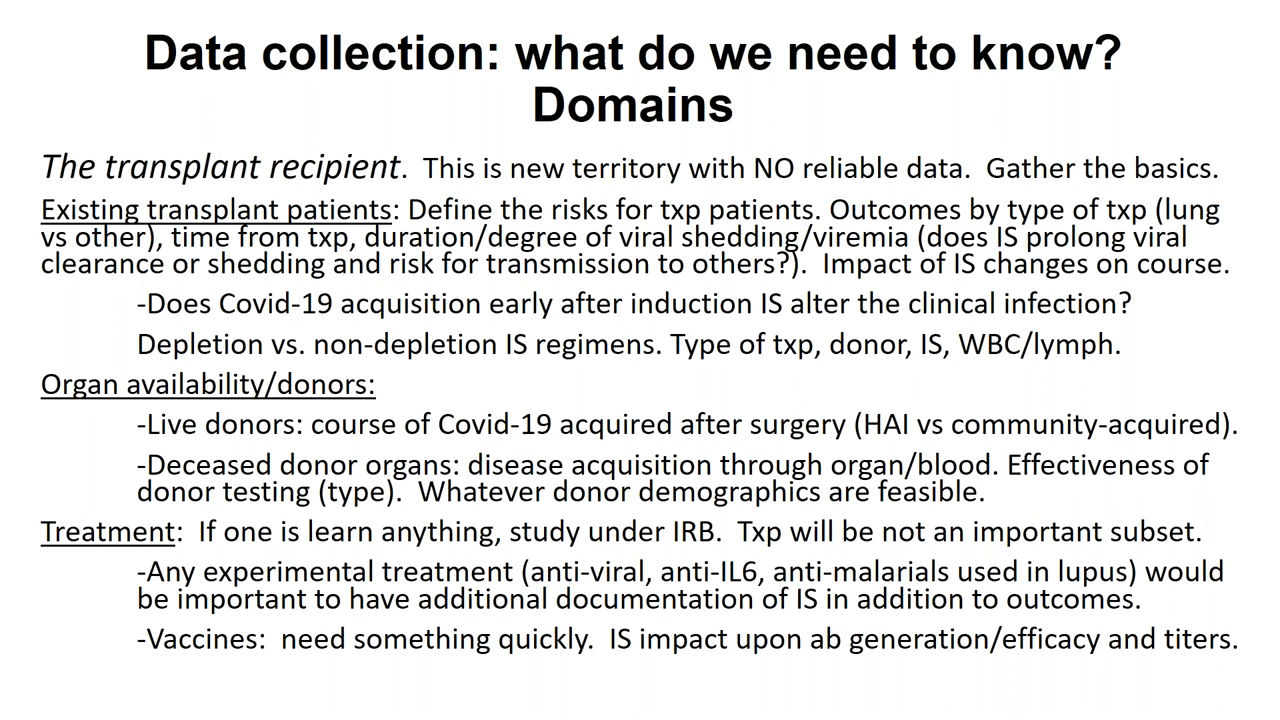 Data collection: what do we need to know?
Domains
The transplant recipient. This is new territory with NO reliable data. Gather the basics.
Existing transplant patients: Define the risks for txp patients. Outcomes by type of txp (lung
vs other), time from txp, duration/degree of viral shedding/viremia (does IS prolong viral
clearance or shedding and risk for transmission to others?). Impact of IS changes on course.
-Does Covid-19 acquisition early after induction IS alter the clinical infection?
Depletion vs. non-depletion IS regimens. Type of txp, donor, IS, WBC/lymph.
Organ availability/donors:
-Live donors: course of Covid-19 acquired after surgery (HAI vs community-acquired).
-Deceased donor organs: disease acquisition through organ/blood. Effectiveness of
donor testing (type). Whatever donor demographics are feasible.
Treatment: If one is learn anything, study under IRB. Txp will be not an important subset.
-Any experimental treatment (anti-viral, anti-IL6, anti-malarials used in lupus) would
be important to have additional documentation of IS in addition to outcomes.
-Vaccines: need something quickly. IS impact upon ab generation/efficacy and titers.